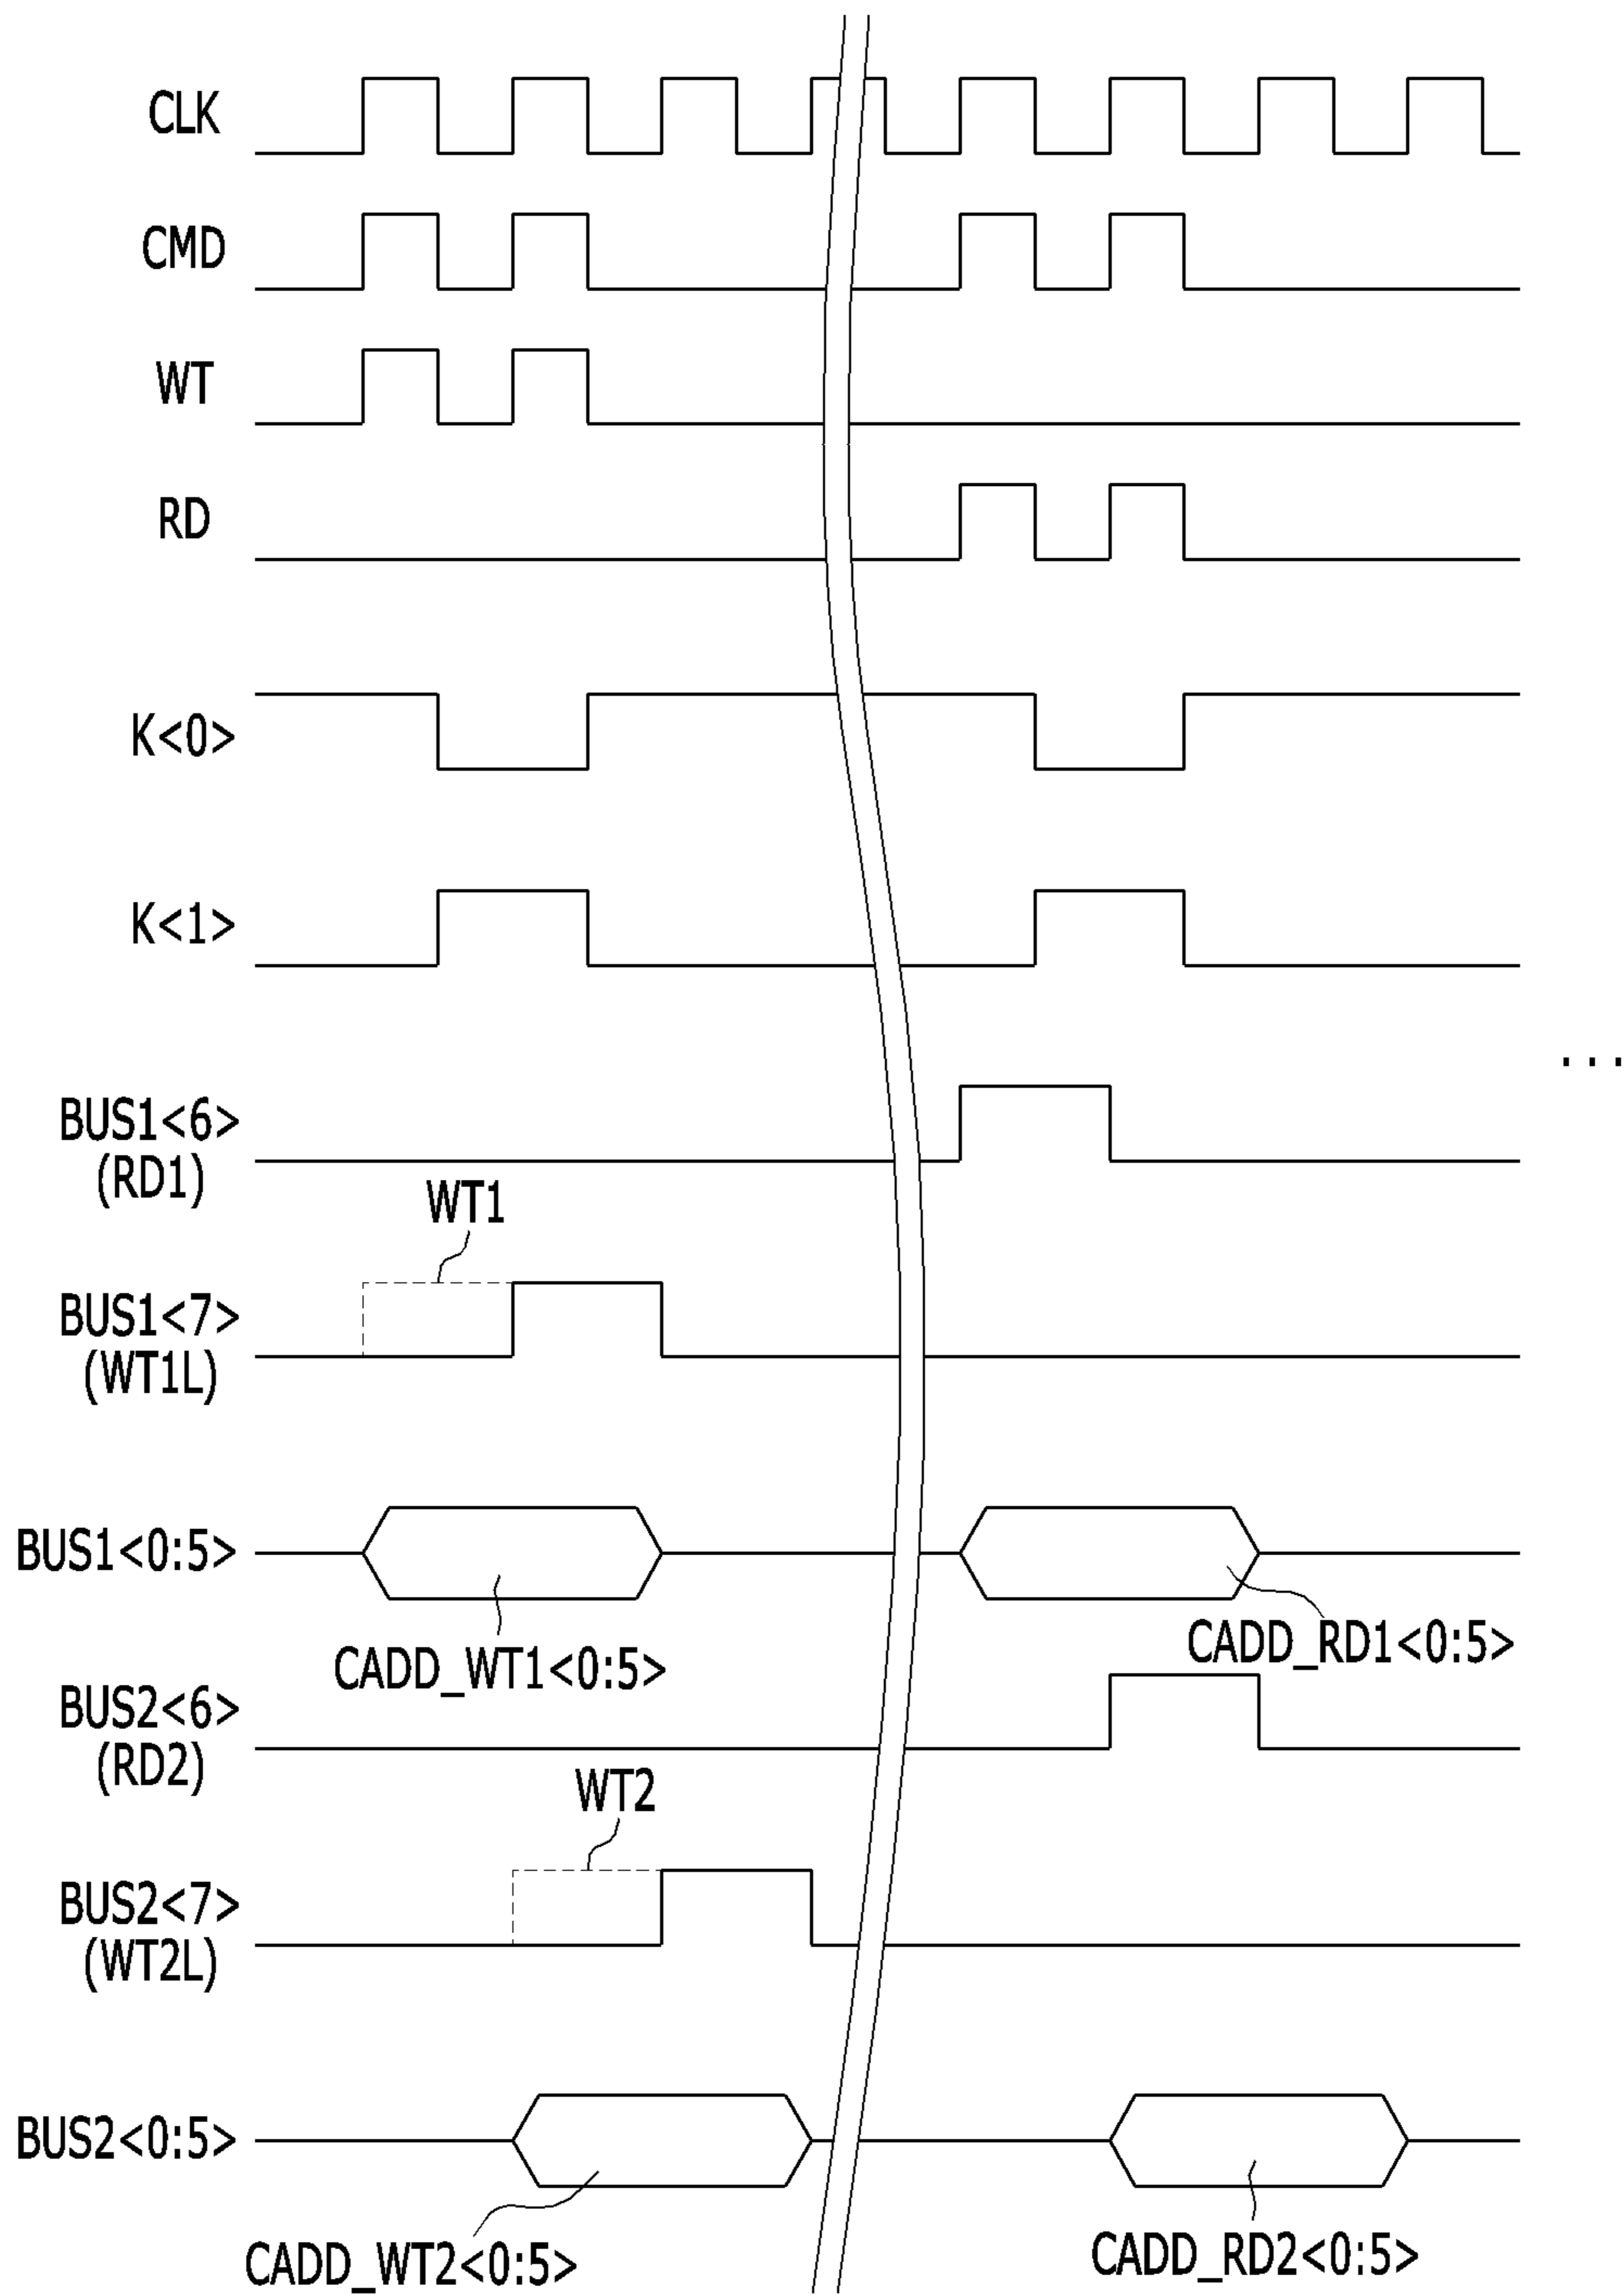 CLK
CMD
WT
RD
K<0>
K<1>
...
BUS1<6>
(RD1)
WT1
BUS1<7>
(WT1L)
BUS1<0:5>
CADD_RD1<0:5>
CADD_WT1<0:5>
BUS2<6>
(RD2)
WT2
BUS2<7>
(WT2L)
BUS2<0:5>
CADD_RD2<0:5>
CADD_WT2<0:5>